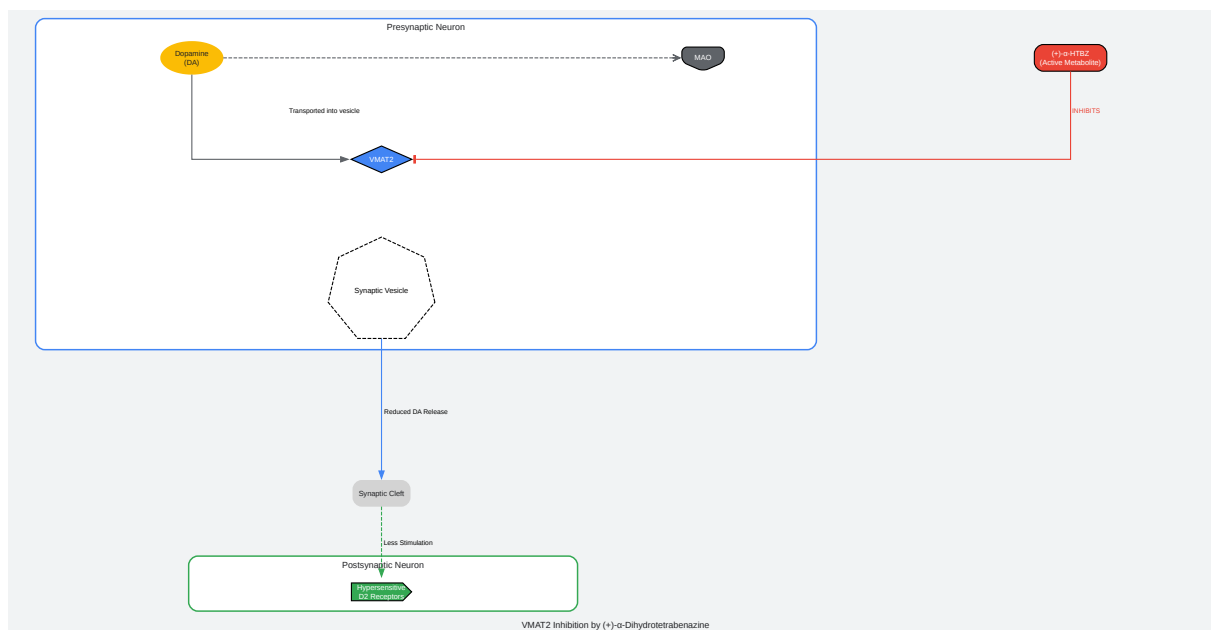 Presynaptic Neuron
Dopamine
(DA)
MAO
(+)-α-HTBZ
(Active Metabolite)
Transported into vesicle
INHIBITS
VMAT2
Synaptic Vesicle
Reduced DA Release
Synaptic Cleft
Less Stimulation
Postsynaptic Neuron
Hypersensitive
D2 Receptors
VMAT2 Inhibition by (+)-α-Dihydrotetrabenazine